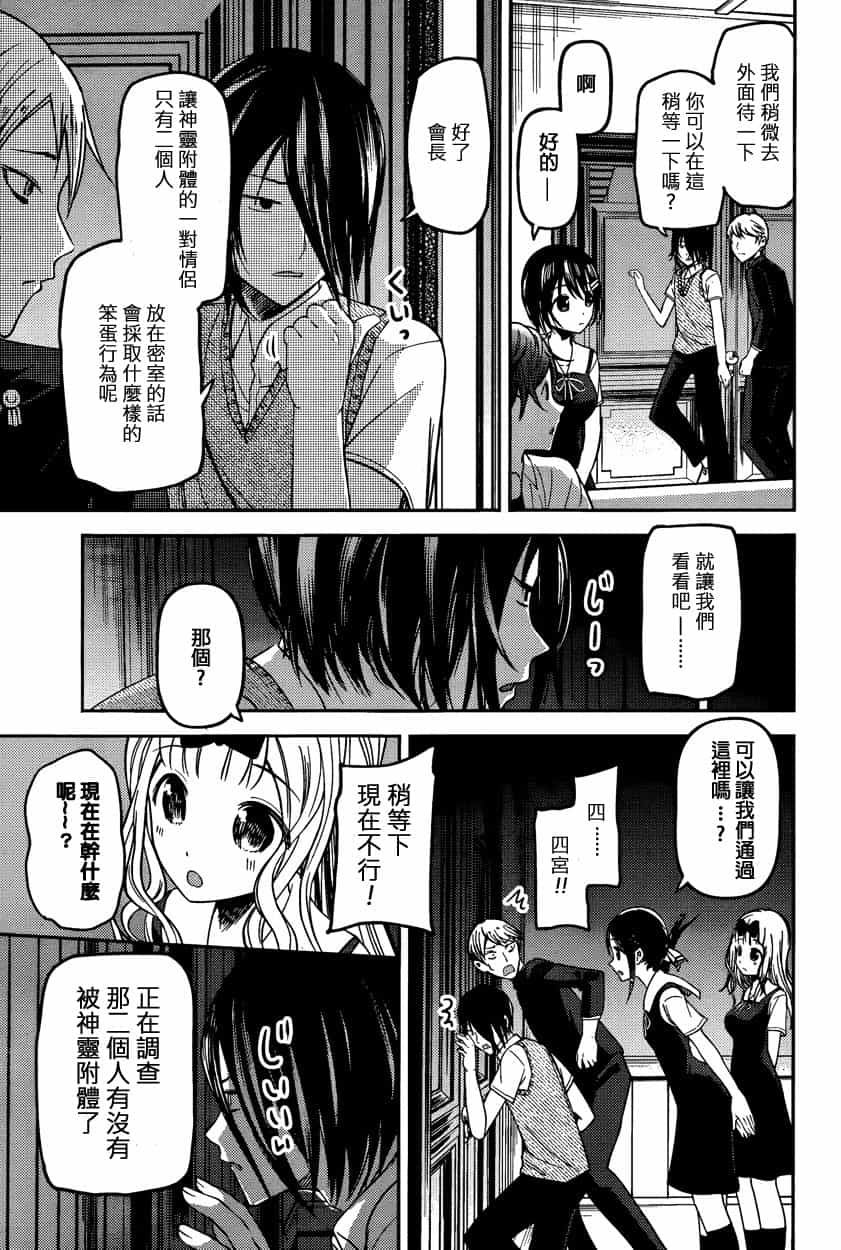 我們稍微去
外面待一下
你可以在這
稍等一下嗎？
啊
好的—
好了
會長
讓神靈附體的一對情侶
只有二個人
放在密室的話
會採取什麼樣的
笨蛋行為呢
くいっ
就讓我們
看看吧—……
じーっ
那個？
可以讓我們通過
這裡嗎…？
四……
四宮!!
稍等下
現在不行！
現在在幹什麼
呢~~？
正在調查
那二個人有沒有
被神靈附體了